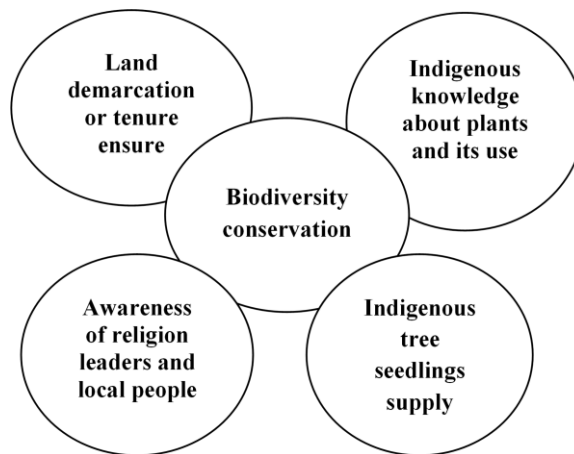 Land
demarcation
or tenure
ensure
Indigenous
knowledge
about plants
and its use
Biodiversity
conservation
Awareness
of religion
leaders and
local people
Indigenous
tree
seedlings
supply